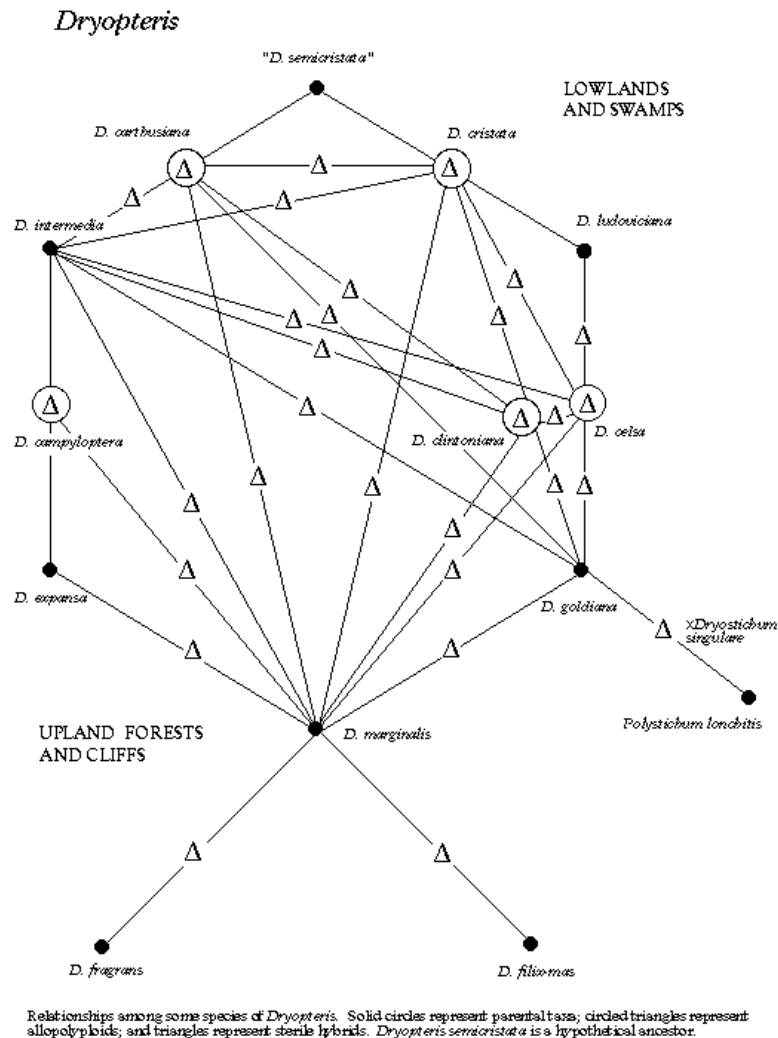 Dryopteris
"D. semicristata"
LOWLANDS
AND SWAMPS
D. carthusiana
D. cristata
D. intermedia
D. ludoviciana
D. campyloptera
D. clintoniana
D. celsa
D. expansa
D. goldiana
×Dryostichum
singulare
Polystichum lonchitis
UPLAND FORESTS
AND CLIFFS
D. marginalis
D. fragrans
D. filix-mas
Relationships among some species of Dryopteris. Solid circles represent parental taxa; circled triangles represent
allopolyploids; and triangles represent sterile hybrids. Dryopteris semicristata is a hypothetical ancestor.